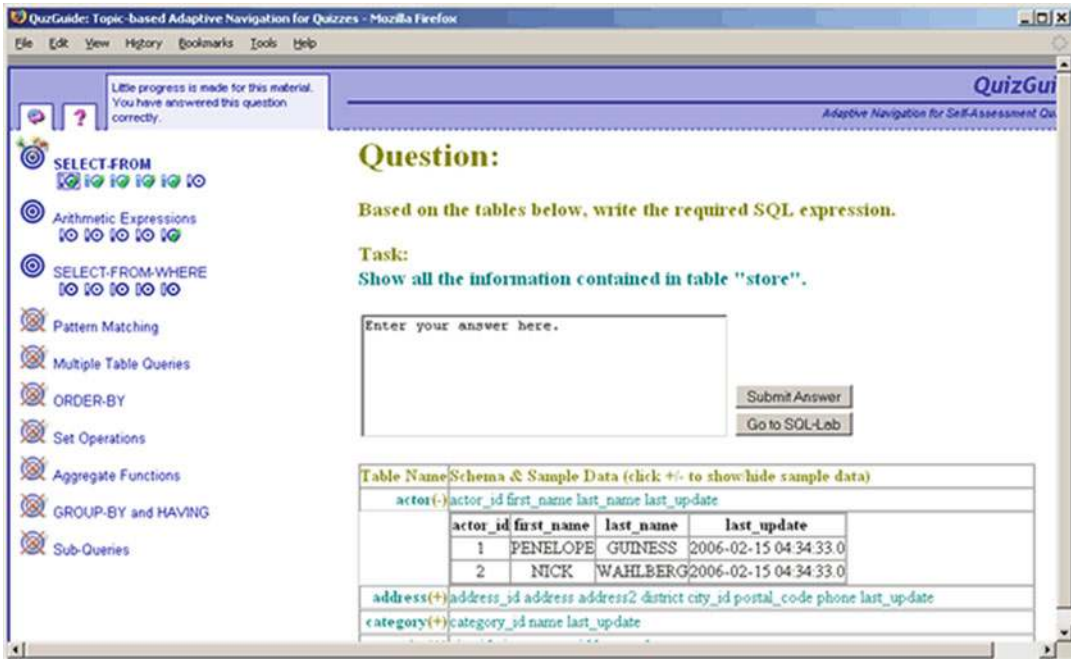 QuzGuide: Topic-based Adaptive Navigation for Quizzes - Mozilla Firefox
File Edit View History Bookmarks Tools Help
Little progress is made for this material.
You have answered this question
correctly.
?
QuizGui
Adaptive Navigation for Self-Assessment Qu
SELECT-FROM
Arithmetic Expressions
SELECT-FROM-WHERE
Pattern Matching
Multiple Table Queries
ORDER-BY
Set Operations
Aggregate Functions
GROUP-BY and HAVING
Sub-Queries
Question:
Based on the tables below, write the required SQL expression.
Task:
Show all the information contained in table "store".
Enter your answer here.
Submit Answer
Go to SQL-Lab
Table Name Schema & Sample Data (click +/- to show/hide sample data)
actor(-) actor_id first_name last_name last_update
actor_id first_name last_name last_update
1 PENELOPE GUINESS 2006-02-15 04:34:33.0
2 NICK WAHLBERG 2006-02-15 04:34:33.0
address(+) address_id address address2 district city_id postal_code phone last_update
category(+) category_id name last_update